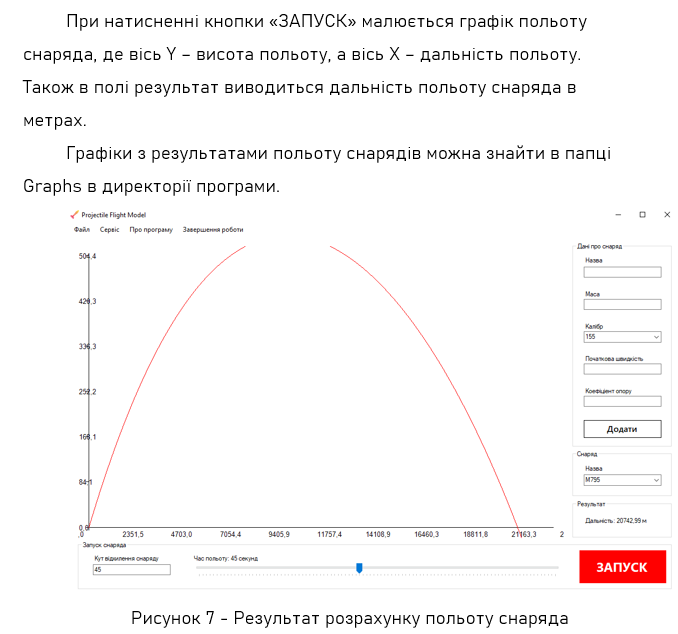 При натисненні кнопки «ЗАПУСК» малюється графік польоту
снаряда, де вісь Y – висота польоту, а вісь X – дальність польоту.
Також в полі результат виводиться дальність польоту снаряда в
метрах.
Графіки з результатами польоту снарядів можна знайти в папці
Graphs в директорії програми.
Projectile Flight Model
Файл Сервіс Про програму Завершення роботи
504,4
420,3
336,3
252,2
168,1
84,1
0,0
,0 2351,5 4703,0 7054,4 9405,9 11757,4 14108,9 16460,3 18811,8 21163,3 2
Дані про снаряд
Назва
Маса
Калібр
155
Початкова швидкість
Коефіцієнт опору
Додати
Снаряд
Назва
M795
Результат
Дальність: 20742,99 м
Запуск снаряда
Кут відхилення снаряду
45
Час польоту: 45 секунд
ЗАПУСК
Рисунок 7 - Результат розрахунку польоту снаряда